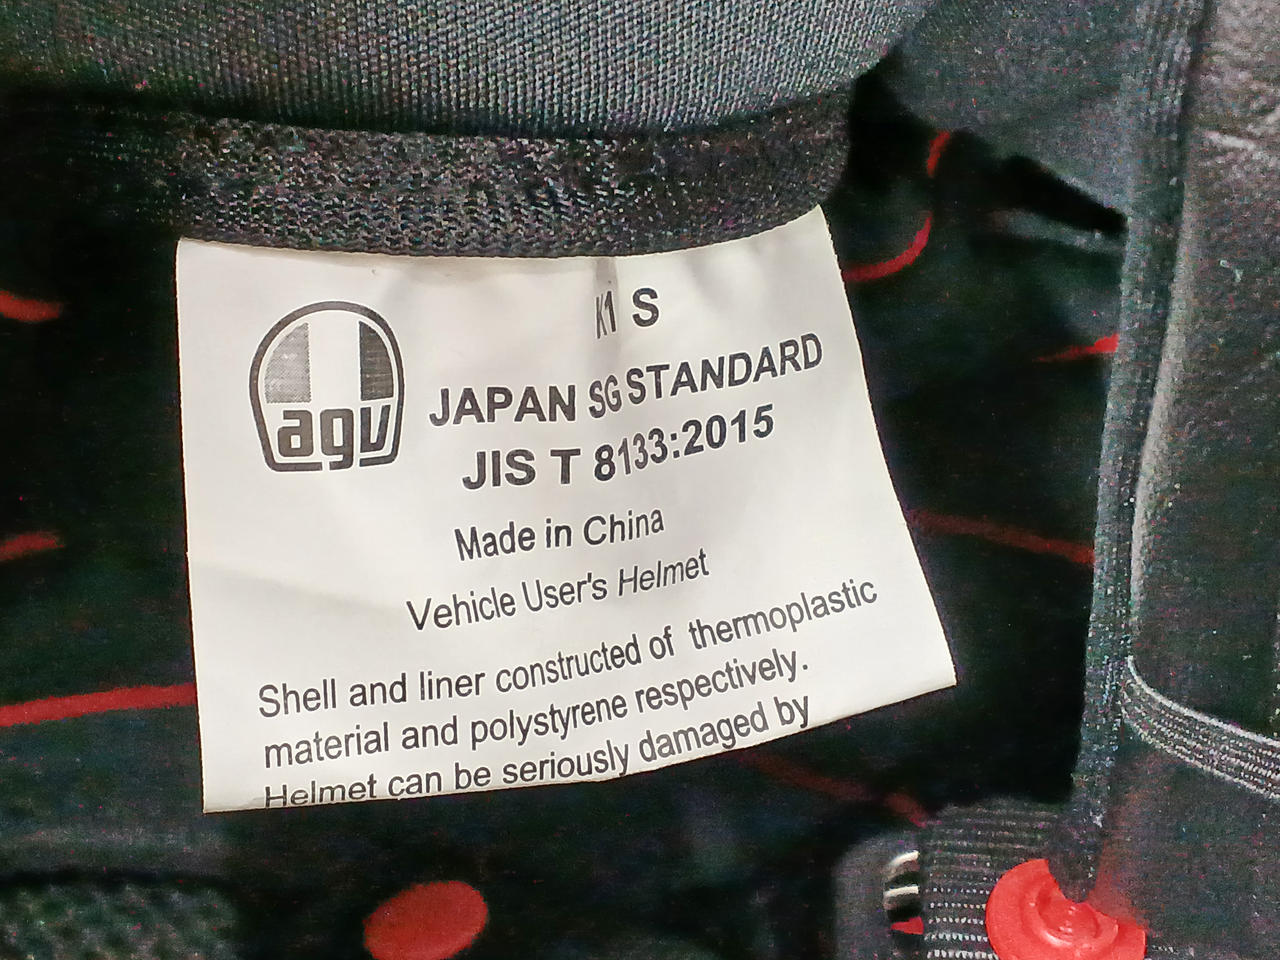 K1 S
agv
JAPAN SG STANDARD
JIS T 8133:2015
Made in China
Vehicle User's Helmet
Shell and liner constructed of thermoplastic
material and polystyrene respectively.
Helmet can be seriously damaged by